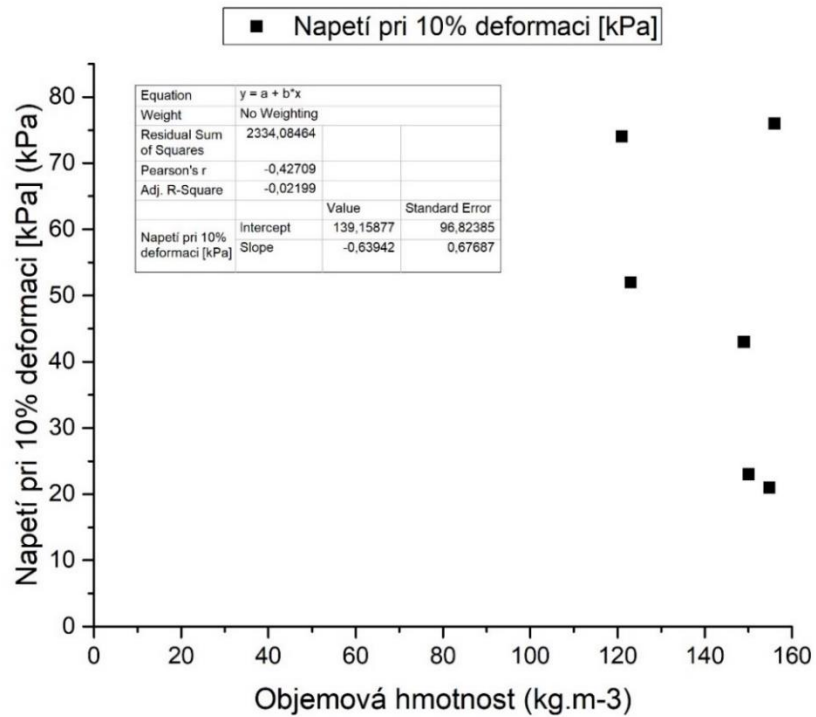 Napetí pri 10% deformaci [kPa]
Equation y = a + b*x
Weight No Weighting
Residual Sum of Squares 2334,08464
Pearson's r -0,42709
Adj. R-Square -0,02199
Value Standard Error
Napetí pri 10% deformaci [kPa] Intercept 139,15877 96,82385
Slope -0,63942 0,67687
Napetí pri 10% deformaci [kPa] (kPa)
80
70
60
50
40
30
20
10
0
0 20 40 60 80 100 120 140 160
Objemová hmotnost (kg.m-3)